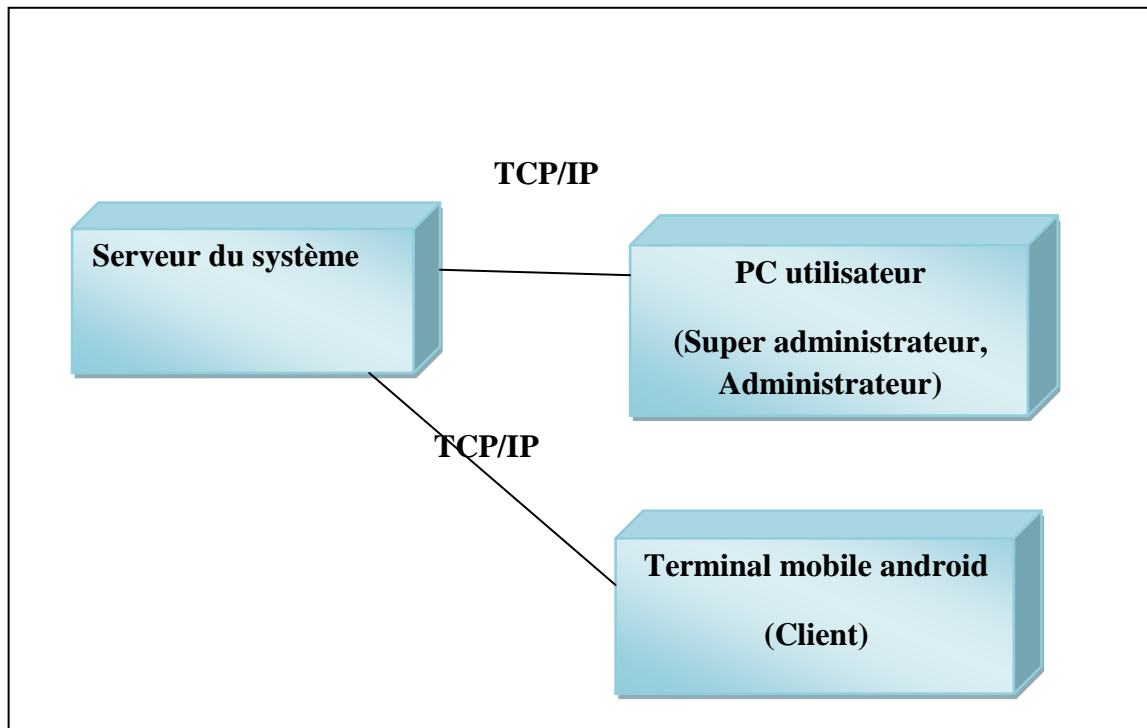 TCP/IP
Serveur du système
PC utilisateur
(Super administrateur,
Administrateur)
TCP/IP
Terminal mobile android
(Client)